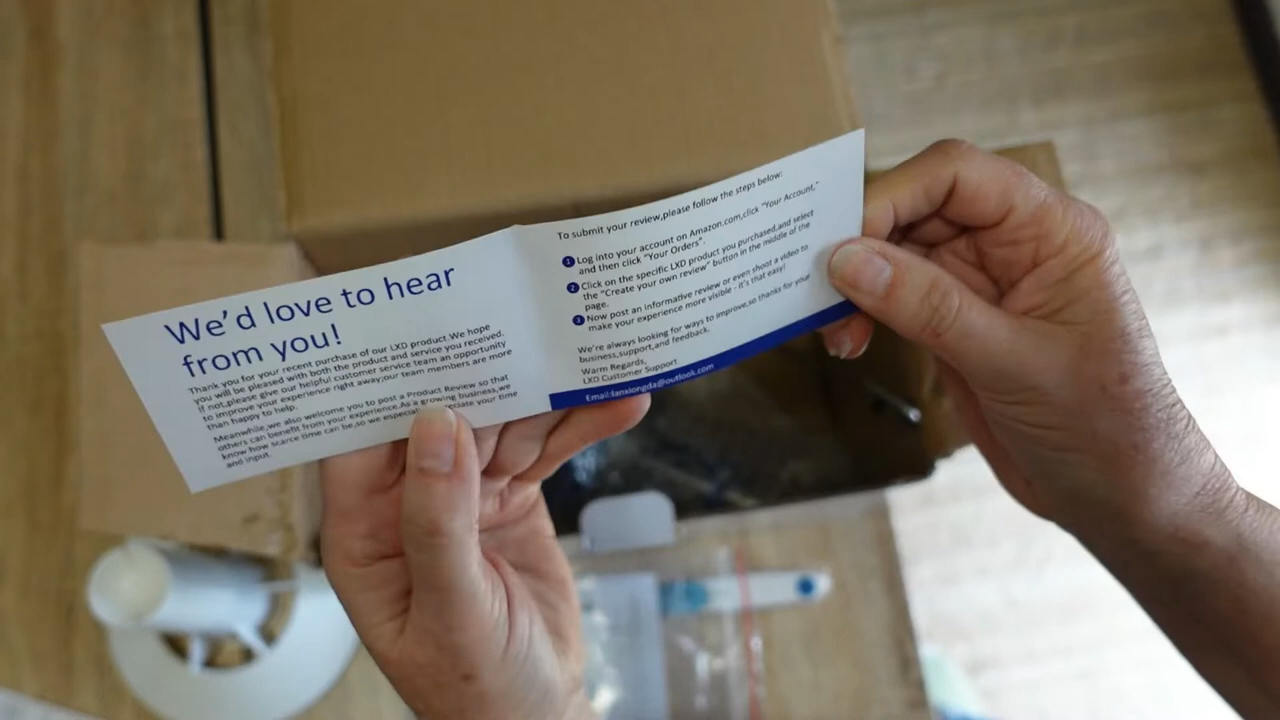 We'd love to hear
from you!
Thank you for your recent purchase of our LXD product.We hope
you will be pleased with both the product and service you received.
If not,please give our helpful customer service team an opportunity
to improve your experience right away;our team members are more
than happy to help.
Meanwhile,we also welcome you to post a Product Review so that
others can benefit from your experience.As a growing business,we
know how scarce time can be,so we your time
and input.
To submit your review,please follow the steps below:
1 Log into your account on Amazon.com,click "Your Account,"
and then click "Your Orders".
2 Click on the specific LXD product you purchased,and select
the "Create your own review" button in the middle of the
page.
3 Now post an informative review or even shoot a video to
make your experience more visible - it's that easy!
We're always looking for ways to improve,so thanks for your
business,support,and feedback.
Warm Regards,
LXD Customer Support
Email:lanxiongda@outlook.com